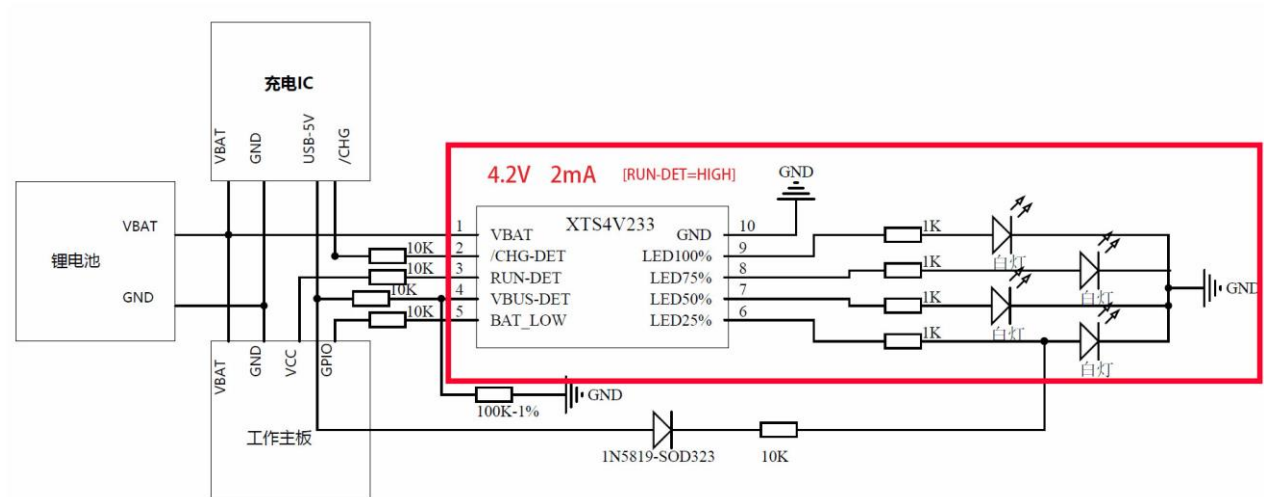 充电IC
VBAT
GND
USB-5V
/CHG
4.2V 2mA [RUN-DET=HIGH]
GND
锂电池
VBAT
GND
XTS4V233
1 VBAT
2 /CHG-DET
3 RUN-DET
4 VBUS-DET
5 BAT_LOW
GND 10
LED100% 9
LED75% 8
LED50% 7
LED25% 6
10K
10K
10K
10K
1K
白灯
1K
白灯
1K
白灯
1K
白灯
GND
VBAT
GND
VCC
GPIO
工作主板
100K-1%
GND
1N5819-SOD323
10K